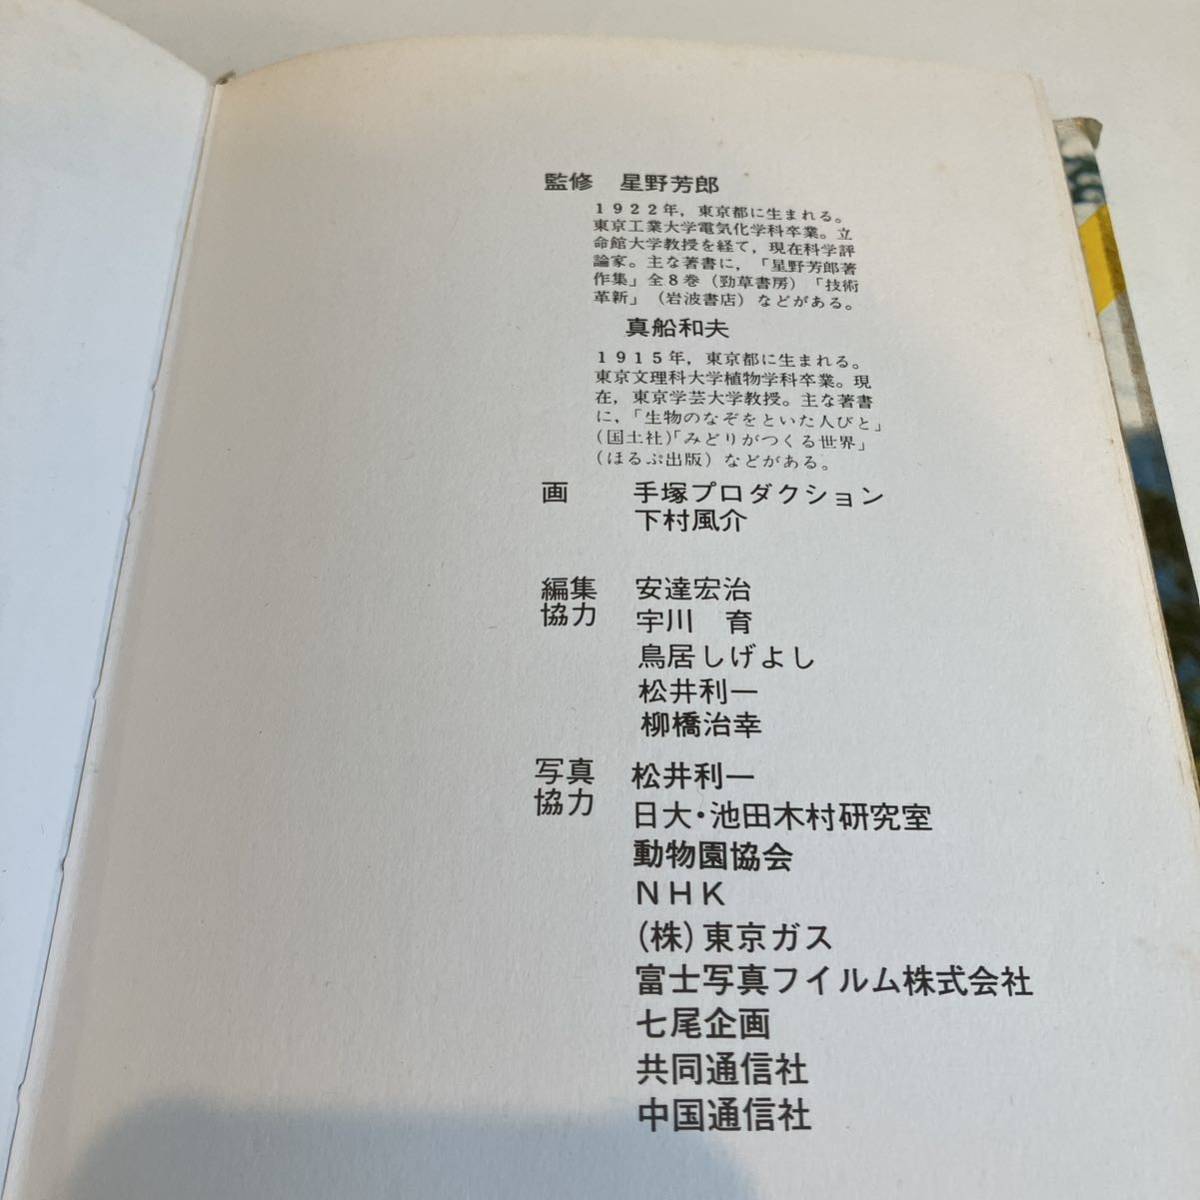 監修　星野芳郎
１９２２年，東京都に生まれる。
東京工業大学電気化学科卒業。立
命館大学教授を経て，現在科学評
論家。主な著書に，「星野芳郎著
作集」全８巻（勁草書房）「技術
革新」（岩波書店）などがある。
真船和夫
１９１５年，東京都に生まれる。
東京文理科大学植物学科卒業。現
在，東京学芸大学教授。主な著書
に，「生物のなぞをといた人びと」
（国土社）「みどりがつくる世界」
（ほるぷ出版）などがある。
画　手塚プロダクション
下村風介
編集協力　安達宏治
宇川　育
鳥居しげよし
松井利一
柳橋治幸
写真協力　松井利一
日大・池田木村研究室
動物園協会
ＮＨＫ
（株）東京ガス
富士写真フイルム株式会社
七尾企画
共同通信社
中国通信社